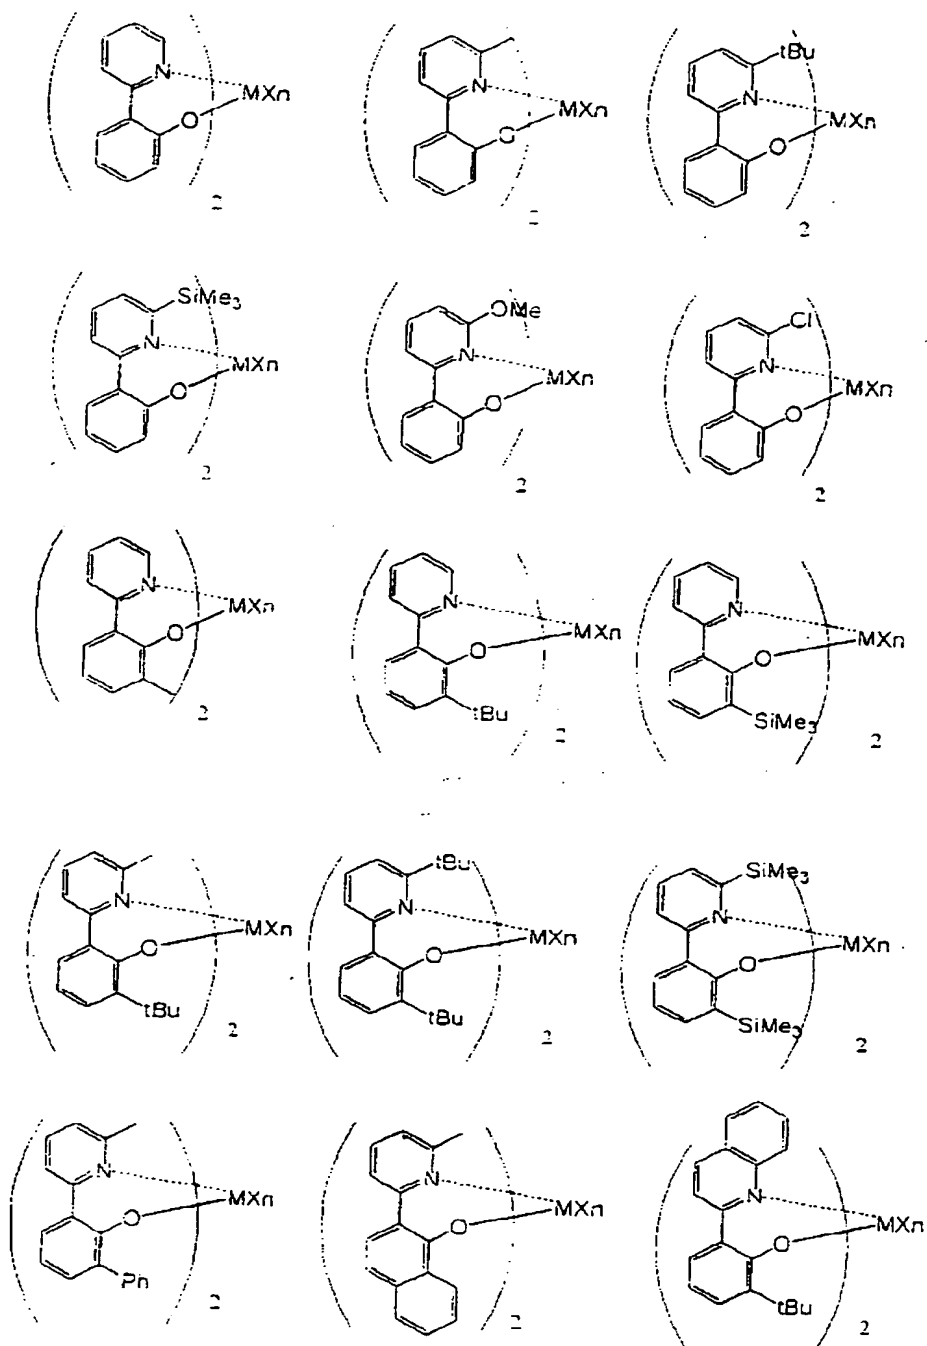 N MXn O 2
N MXn O 2
tBu N MXn O 2
SiMe3 N MXn O 2
OMe N MXn O 2
Cl N MXn O 2
N MXn O 2
N MXn O tBu 2
N MXn O SiMe3 2
N MXn O tBu 2
tBu N MXn O tBu 2
SiMe3 N MXn O SiMe3 2
N MXn O Ph 2
N MXn O 2
N MXn O tBu 2